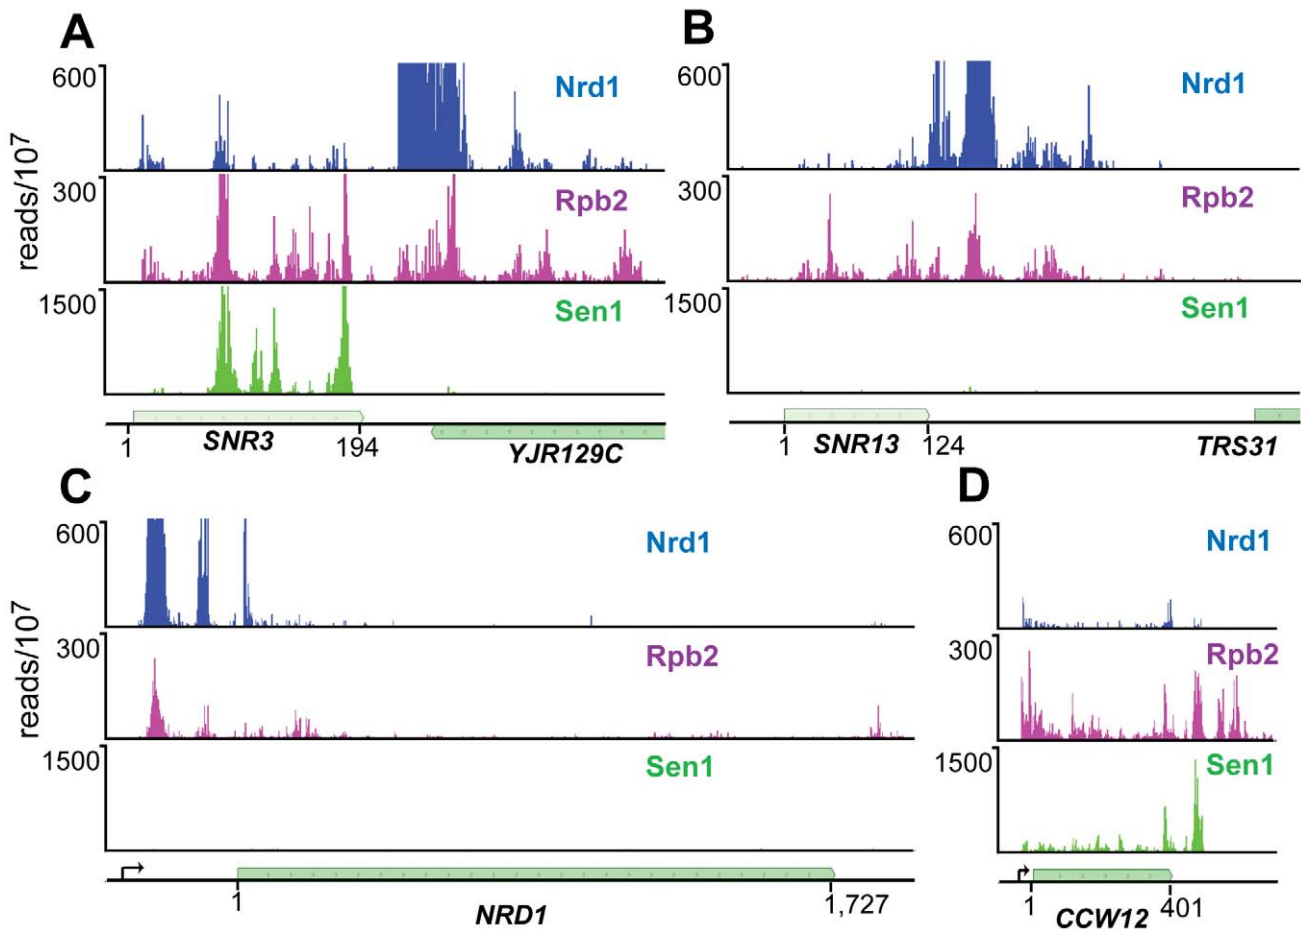 A
600
Nrd1
300
Rpb2
1500
Sen1
reads/10⁷
1
SNR3
194
YJR129C
B
600
Nrd1
300
Rpb2
1500
Sen1
1
SNR13
124
TRS31
C
600
Nrd1
300
Rpb2
1500
Sen1
reads/10⁷
1
NRD1
1,727
D
600
Nrd1
300
Rpb2
1500
Sen1
1
CCW12
401